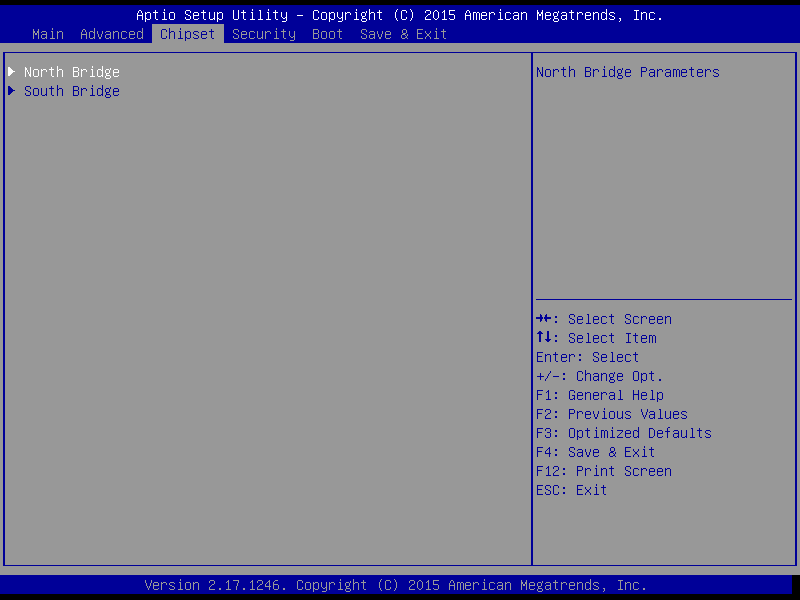 Aptio Setup Utility – Copyright (C) 2015 American Megatrends, Inc.
Main Advanced Chipset Security Boot Save & Exit
North Bridge
South Bridge
North Bridge Parameters
→←: Select Screen
↑↓: Select Item
Enter: Select
+/-: Change Opt.
F1: General Help
F2: Previous Values
F3: Optimized Defaults
F4: Save & Exit
F12: Print Screen
ESC: Exit
Version 2.17.1246. Copyright (C) 2015 American Megatrends, Inc.